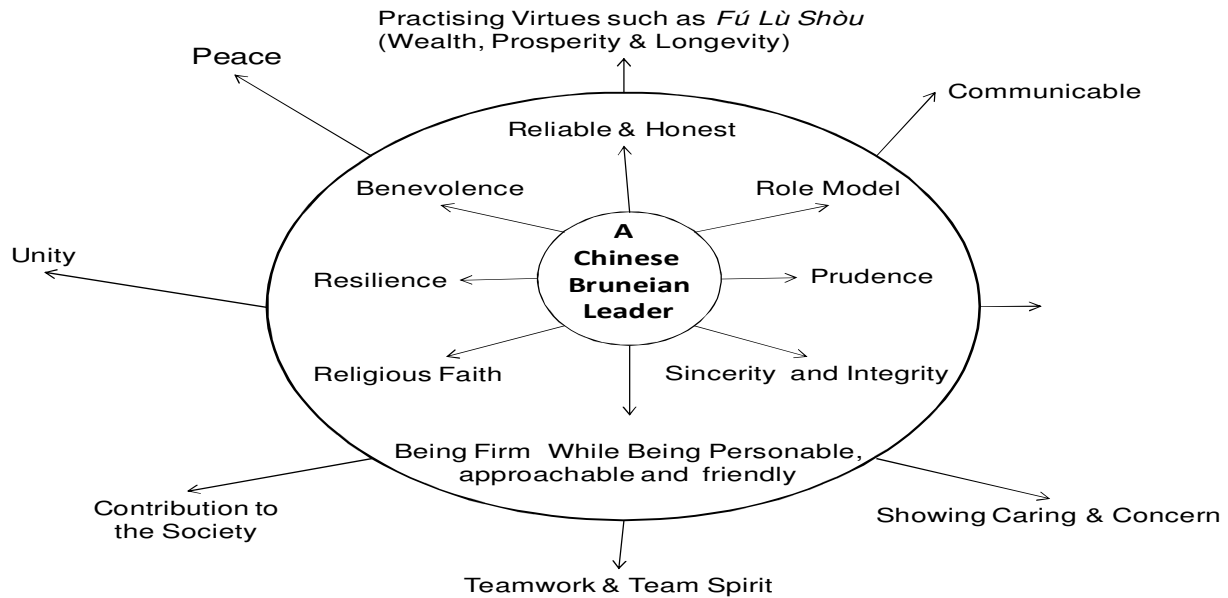 Practising Virtues such as Fú Lù Shòu
(Wealth, Prosperity & Longevity)
Peace
Communicable
Reliable & Honest
Benevolence
Role Model
A
Chinese
Bruneian
Leader
Unity
Resilience
Prudence
Religious Faith
Sincerity and Integrity
Being Firm While Being Personable,
approachable and friendly
Contribution to
the Society
Showing Caring & Concern
Teamwork & Team Spirit